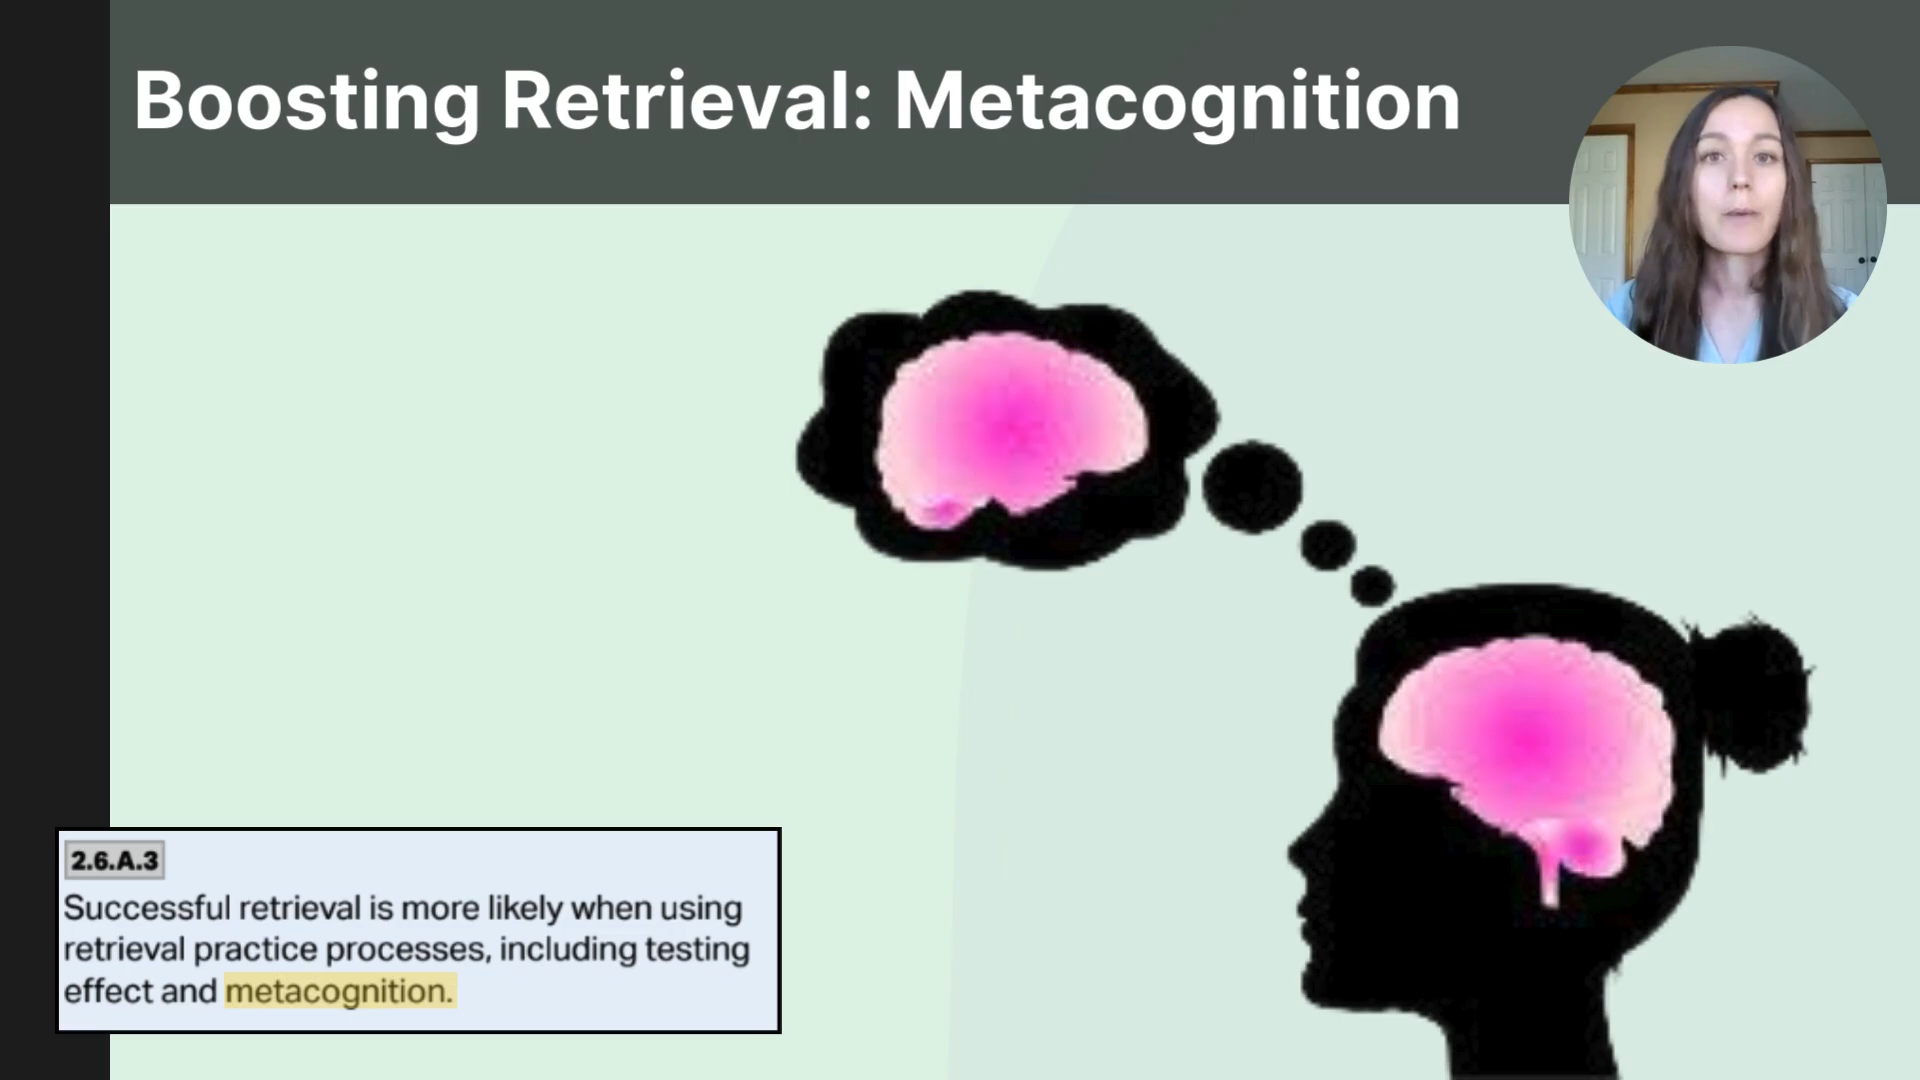 Boosting Retrieval: Metacognition
2.6.A.3
Successful retrieval is more likely when using
retrieval practice processes, including testing
effect and metacognition.